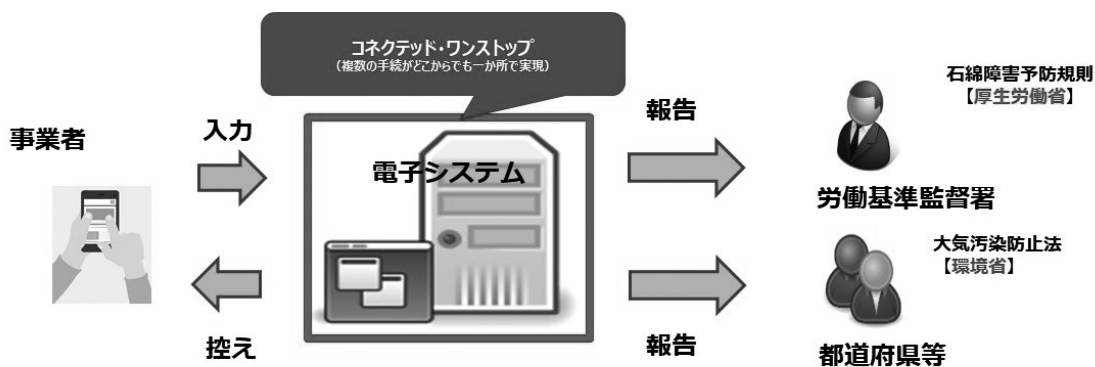 コネクテッド・ワンストップ
（複数の手続がどこからでも一か所で実現）
事業者
入力
電子システム
控え
報告
石綿障害予防規則
【厚生労働省】
労働基準監督署
報告
大気汚染防止法
【環境省】
都道府県等